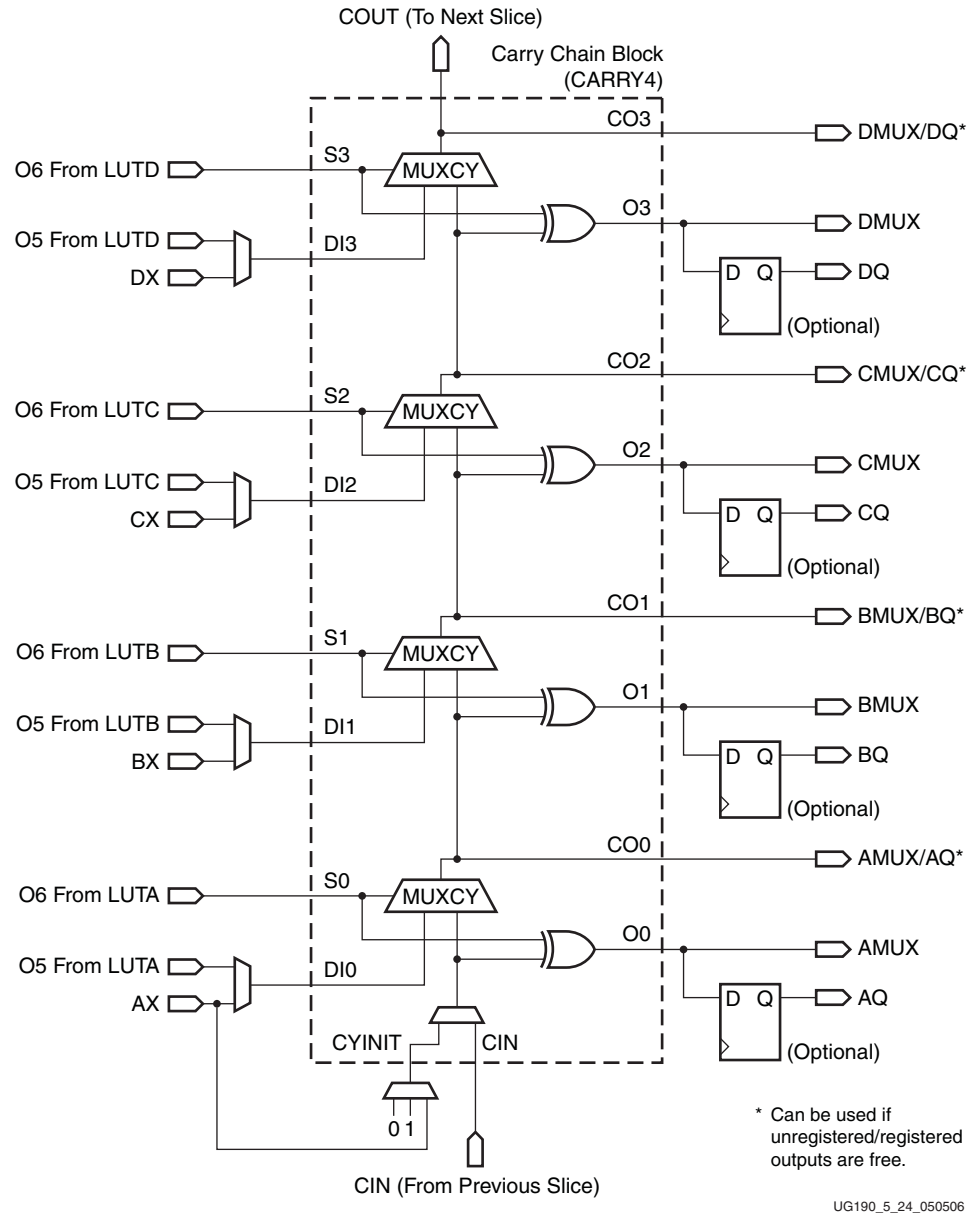 COUT (To Next Slice)
Carry Chain Block
(CARRY4)
CO3
DMUX/DQ*
O6 From LUTD
S3
MUXCY
O3
DMUX
O5 From LUTD
DI3
DX
D Q
DQ
(Optional)
CO2
CMUX/CQ*
O6 From LUTC
S2
MUXCY
O2
CMUX
O5 From LUTC
DI2
CX
D Q
CQ
(Optional)
CO1
BMUX/BQ*
O6 From LUTB
S1
MUXCY
O1
BMUX
O5 From LUTB
DI1
BX
D Q
BQ
(Optional)
CO0
AMUX/AQ*
O6 From LUTA
S0
MUXCY
O0
AMUX
O5 From LUTA
DI0
AX
D Q
AQ
(Optional)
CYINIT
CIN
0 1
* Can be used if
unregistered/registered
outputs are free.
CIN (From Previous Slice)
UG190_5_24_050506